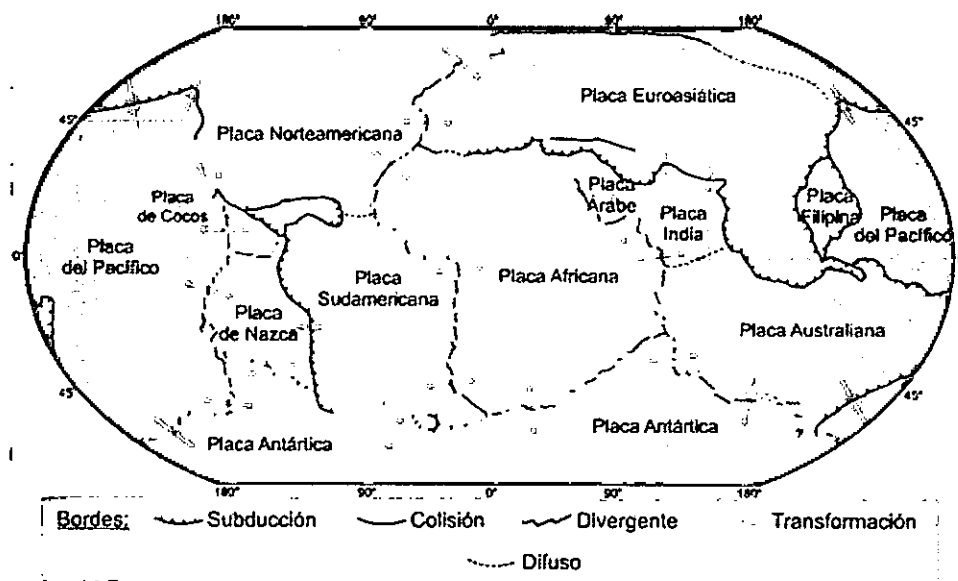 180° 90° 0° 90° 180°
45° 45°
Placa Euroasiática
Placa Norteamericana
Placa
de Cocos
Placa
Arabe
Placa
India
Placa
Filipina
Placa
del Pacífico
Placa
del Pacífico
0°
Placa
Sudamericana
Placa Africana
Placa
de Nazca
Placa Australiana
45° 45°
Placa Antártica
Placa Antártica
180° 90° 0° 90° 180°
Bordes: Subducción Colisión Divergente Transformación
Difuso